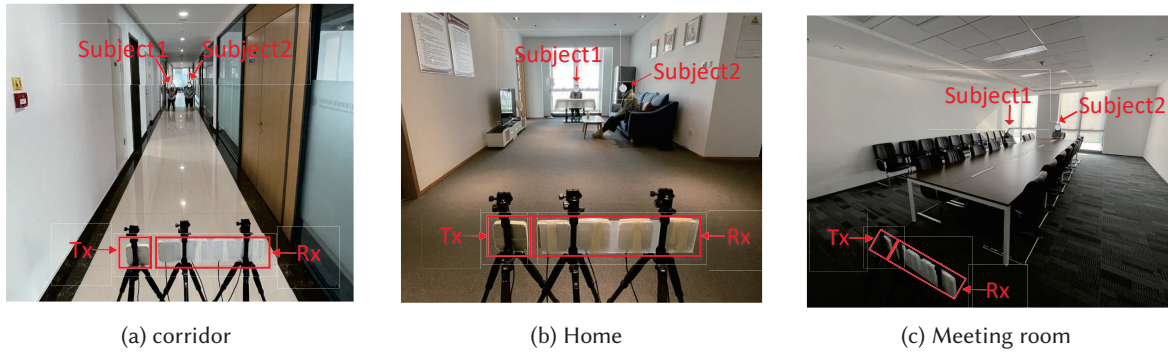 Subject1 Subject2
Tx
Rx
(a) corridor
Subject1
Subject2
Tx
Rx
(b) Home
Subject1
Subject2
Tx
Rx
(c) Meeting room